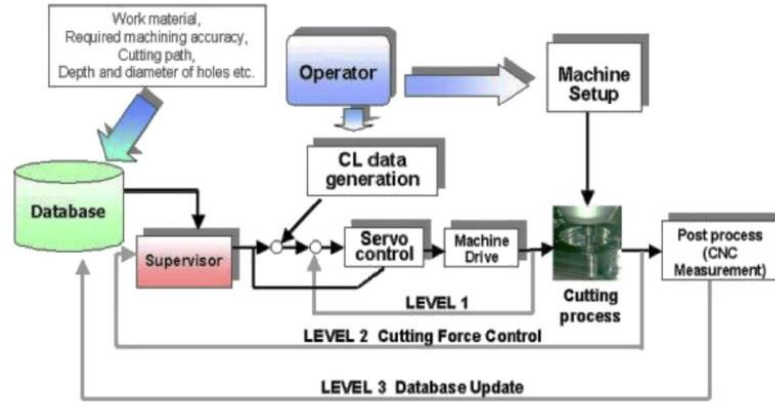 Work material,
Required machining accuracy,
Cutting path,
Depth and diameter of holes etc.
Operator
Machine
Setup
CL data
generation
Database
Supervisor
Servo
control
Machine
Drive
Cutting
process
Post process
(CNC
Measurement)
LEVEL 1
LEVEL 2 Cutting Force Control
LEVEL 3 Database Update